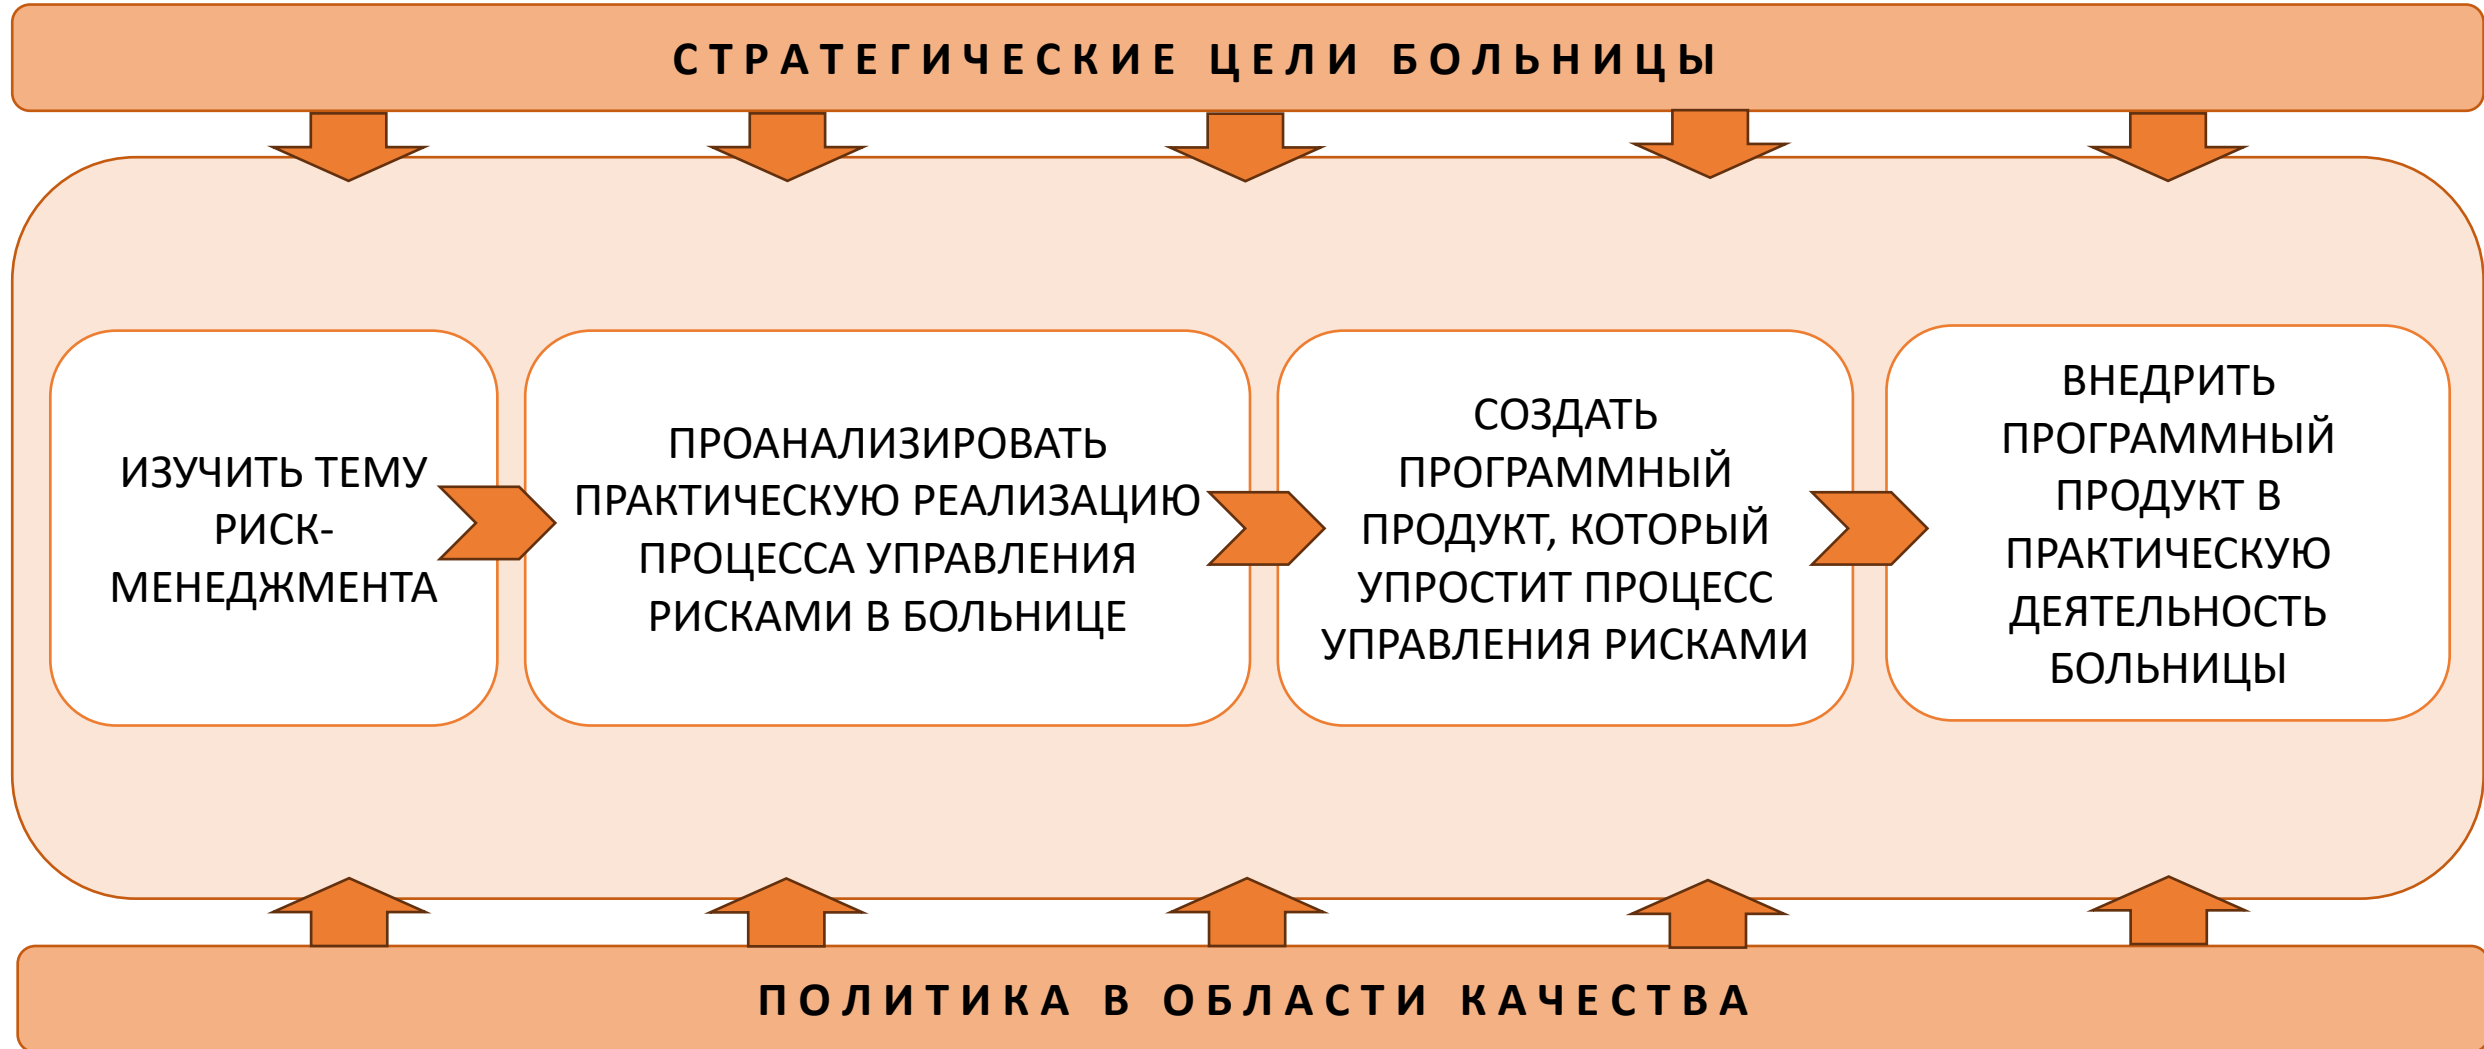 СТРАТЕГИЧЕСКИЕ ЦЕЛИ БОЛЬНИЦЫ
ИЗУЧИТЬ ТЕМУ
РИСК-
МЕНЕДЖМЕНТА
ПРОАНАЛИЗИРОВАТЬ
ПРАКТИЧЕСКУЮ РЕАЛИЗАЦИЮ
ПРОЦЕССА УПРАВЛЕНИЯ
РИСКАМИ В БОЛЬНИЦЕ
СОЗДАТЬ
ПРОГРАММНЫЙ
ПРОДУКТ, КОТОРЫЙ
УПРОСТИТ ПРОЦЕСС
УПРАВЛЕНИЯ РИСКАМИ
ВНЕДРИТЬ
ПРОГРАММНЫЙ
ПРОДУКТ В
ПРАКТИЧЕСКУЮ
ДЕЯТЕЛЬНОСТЬ
БОЛЬНИЦЫ
ПОЛИТИКА В ОБЛАСТИ КАЧЕСТВА